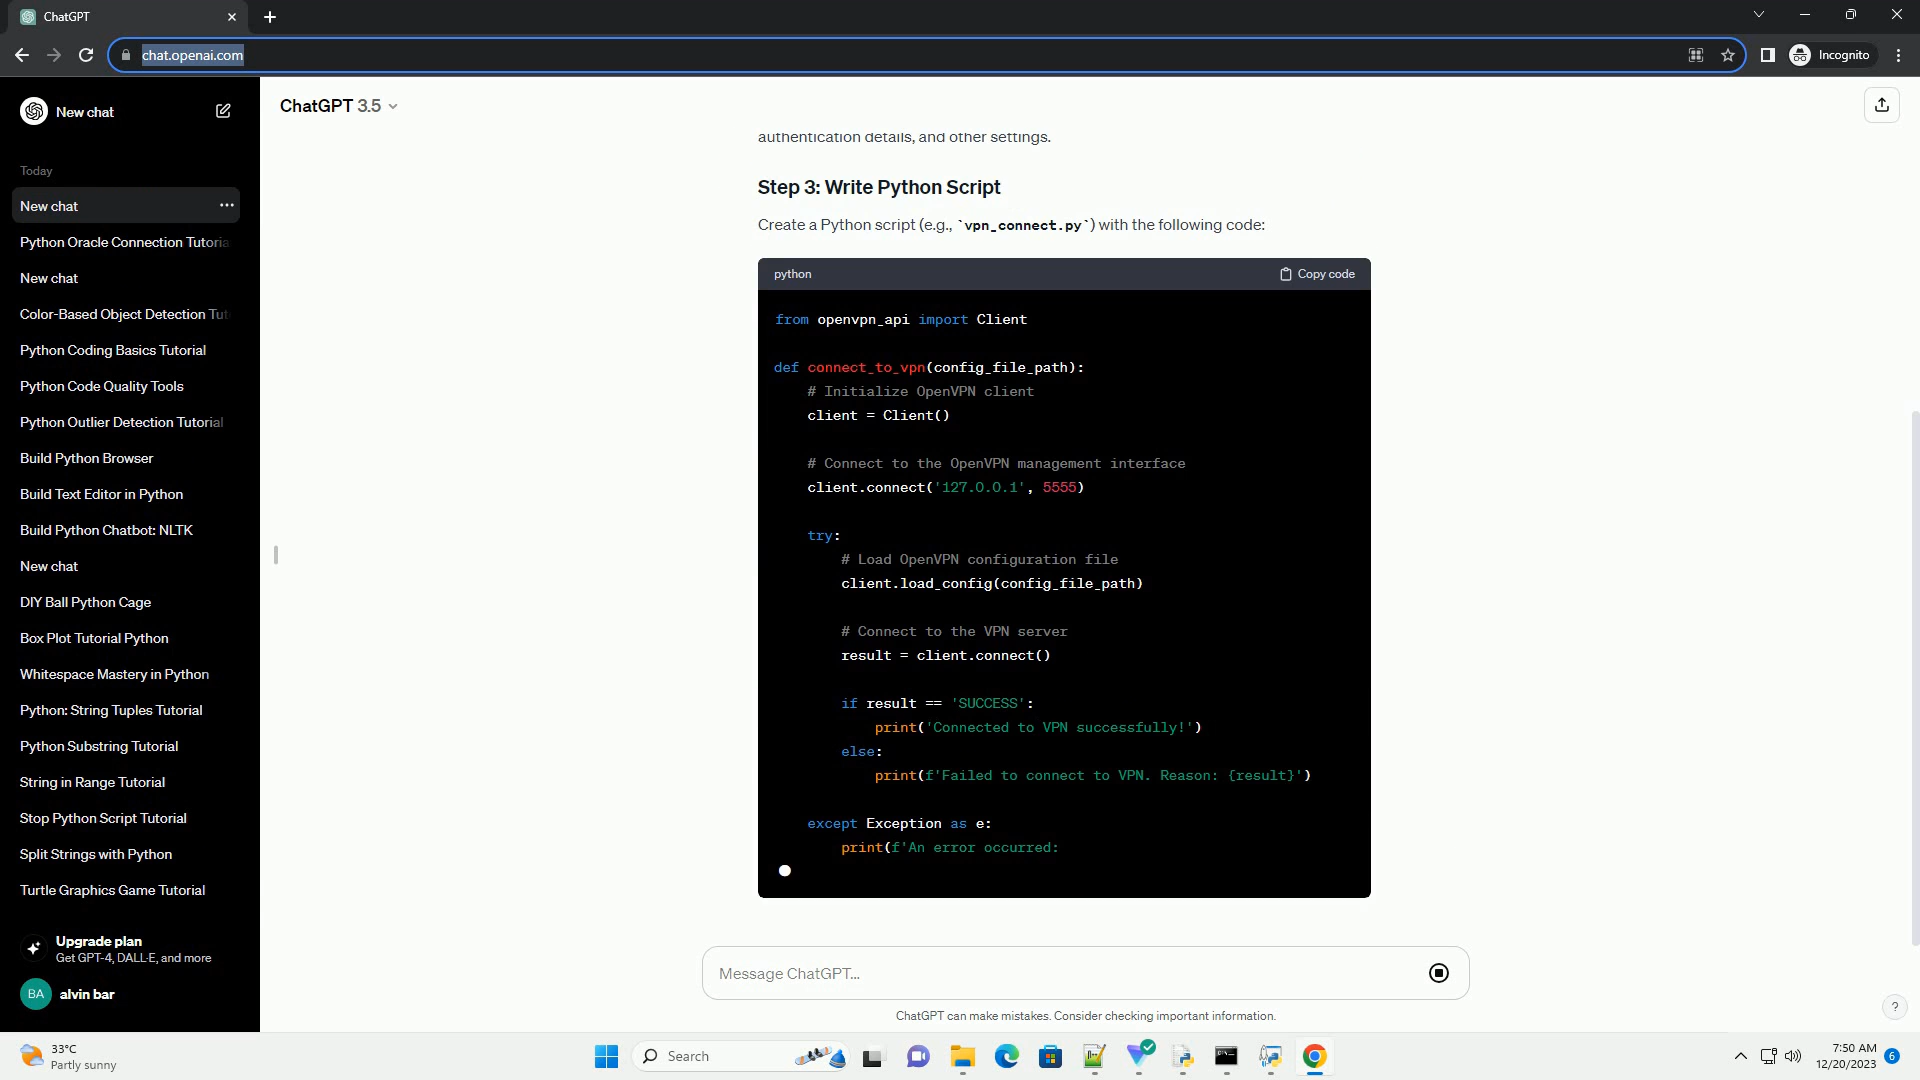 ChatGPT
chat.openai.com
Incognito
New chat
Today
New chat
Python Oracle Connection Tutoria
New chat
Color-Based Object Detection Tut
Python Coding Basics Tutorial
Python Code Quality Tools
Python Outlier Detection Tutorial
Build Python Browser
Build Text Editor in Python
Build Python Chatbot: NLTK
New chat
DIY Ball Python Cage
Box Plot Tutorial Python
Whitespace Mastery in Python
Python: String Tuples Tutorial
Python Substring Tutorial
String in Range Tutorial
Stop Python Script Tutorial
Split Strings with Python
Turtle Graphics Game Tutorial
Upgrade plan
Get GPT-4, DALL·E, and more
BA alvin bar
ChatGPT 3.5
authentication details, and other settings.
Step 3: Write Python Script
Create a Python script (e.g., `vpn_connect.py`) with the following code:
python Copy code
from openvpn_api import Client
def connect_to_vpn(config_file_path):
# Initialize OpenVPN client
client = Client()
# Connect to the OpenVPN management interface
client.connect('127.0.0.1', 5555)
try:
# Load OpenVPN configuration file
client.load_config(config_file_path)
# Connect to the VPN server
result = client.connect()
if result == 'SUCCESS':
print('Connected to VPN successfully!')
else:
print(f'Failed to connect to VPN. Reason: {result}')
except Exception as e:
print(f'An error occurred:
Message ChatGPT...
ChatGPT can make mistakes. Consider checking important information.
?
33°C
Partly sunny
Search
7:50 AM
12/20/2023
6